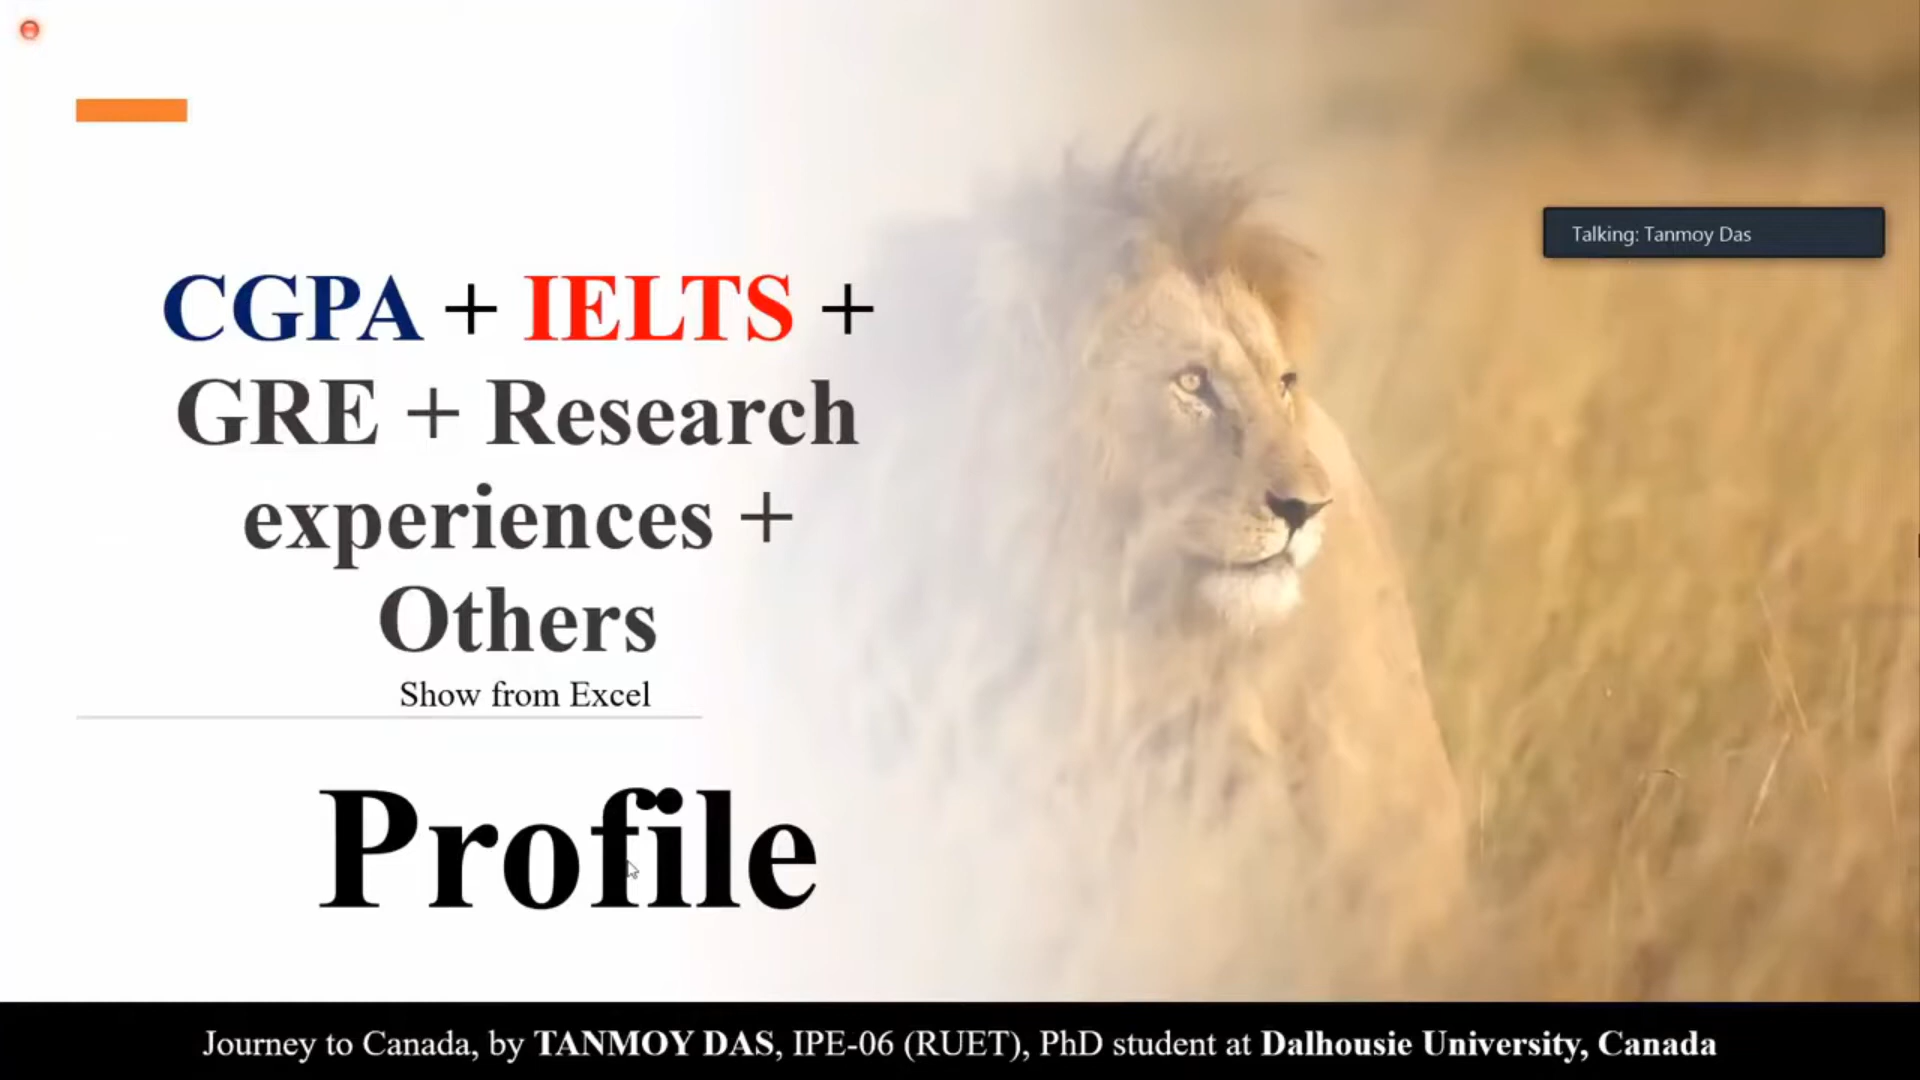 CGPA + IELTS +
GRE + Research
experiences +
Others
Show from Excel
Profile
Talking: Tanmoy Das
Journey to Canada, by TANMOY DAS, IPE-06 (RUET), PhD student at Dalhousie University, Canada